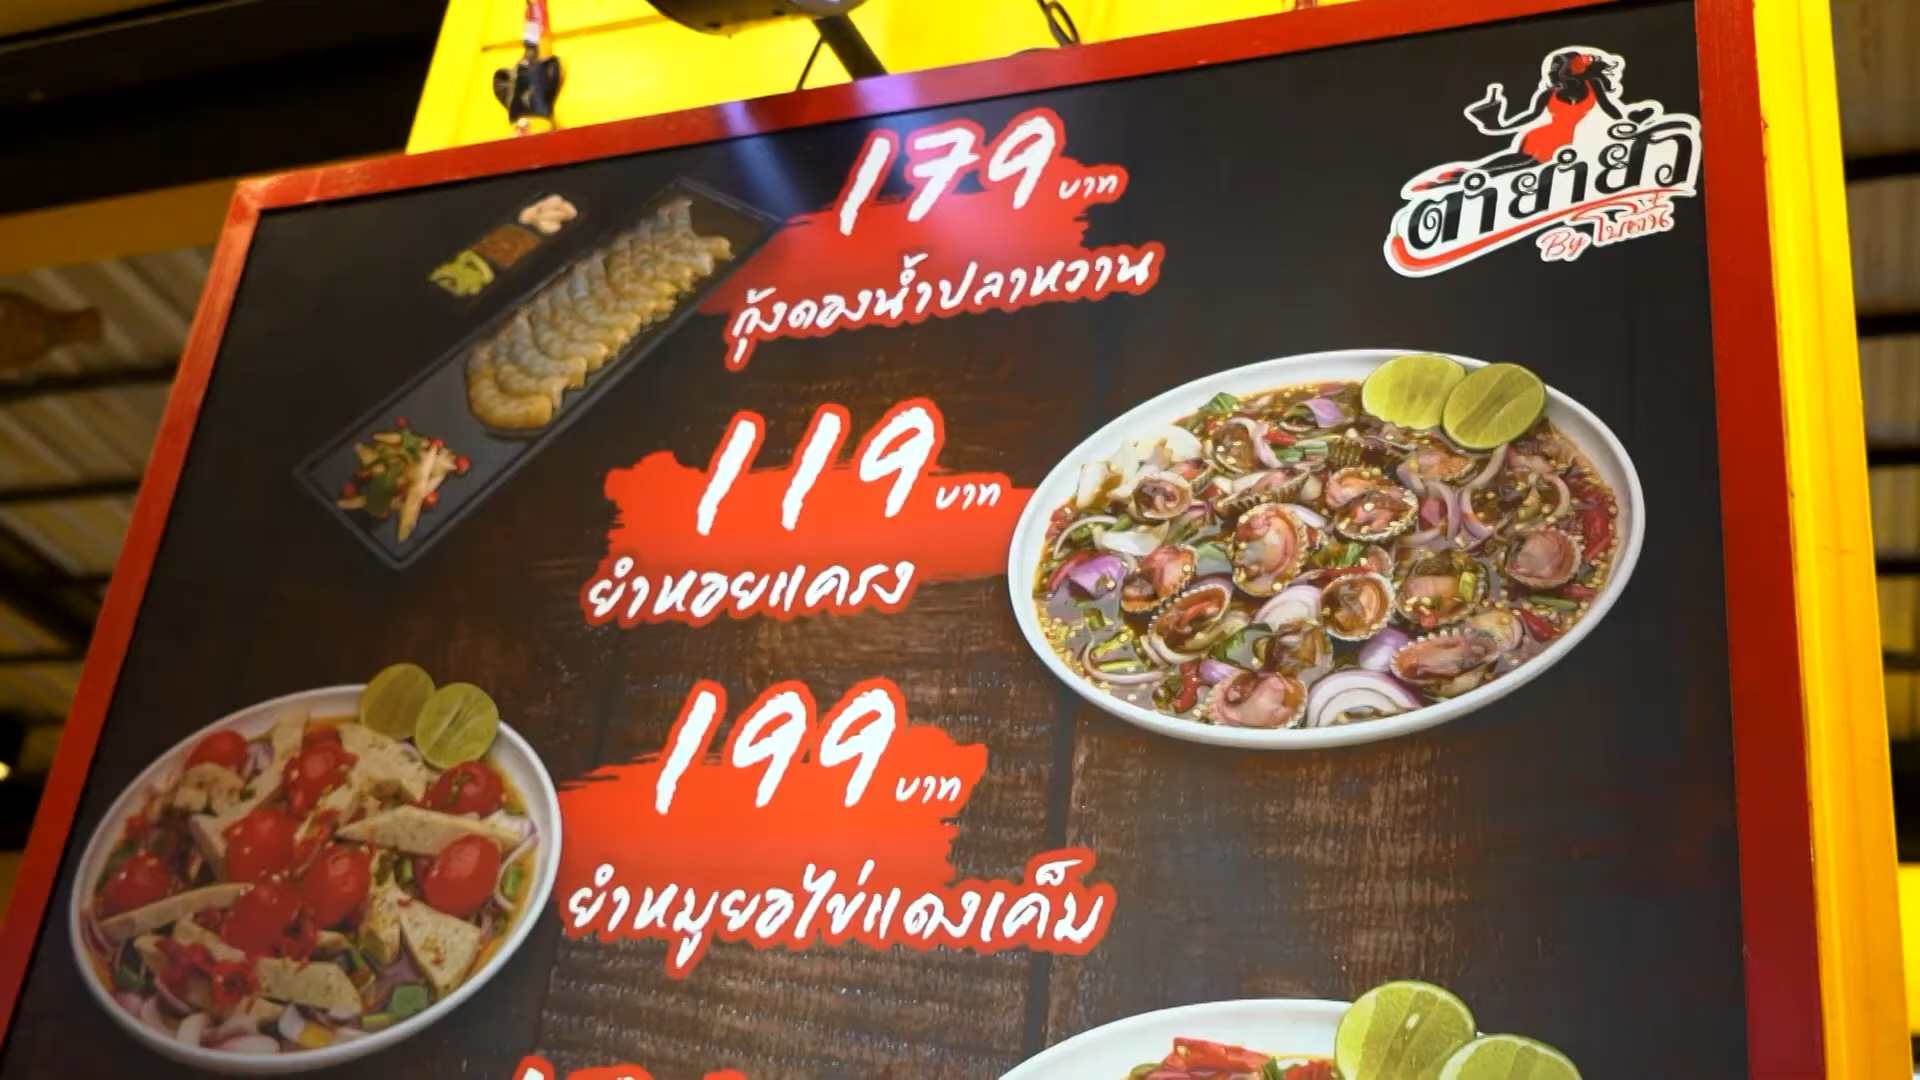 179 บาท
กุ้งดองน้ำปลาหวาน
119 บาท
ยำหอยแครง
199 บาท
ยำหมูยอไข่แดงเค็ม
ตำยำยั่ว
By